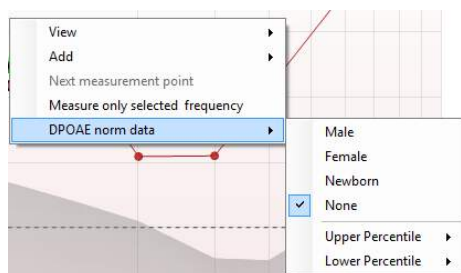 View
Add
Next measurement point
Measure only selected frequency
DPOAE norm data
Male
Female
Newborn
None
Upper Percentile
Lower Percentile